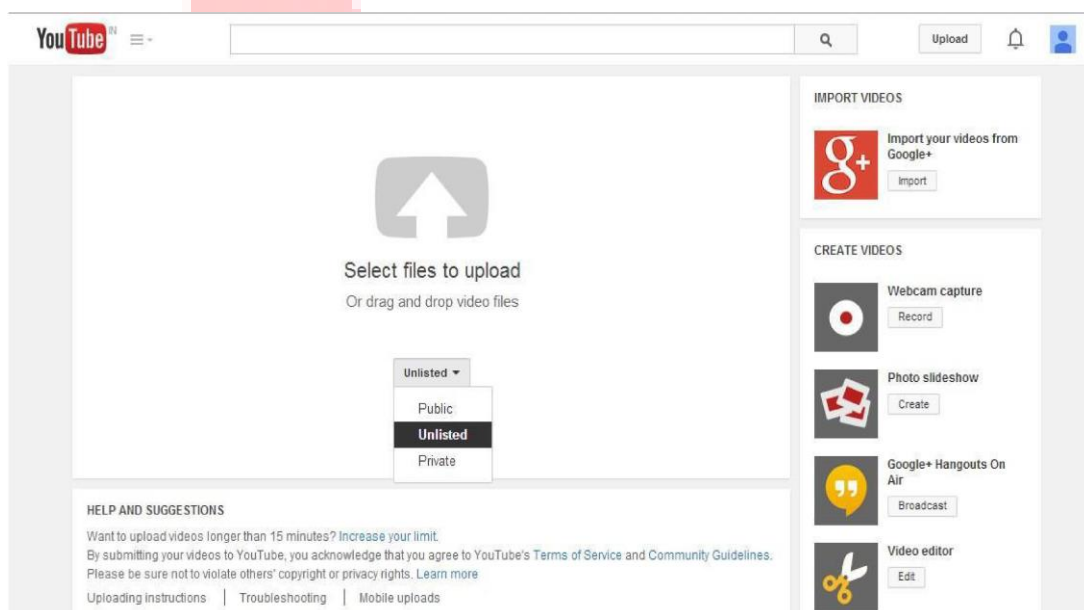 YouTube IN
Upload
Select files to upload
Or drag and drop video files
Unlisted
Public
Unlisted
Private
HELP AND SUGGESTIONS
Want to upload videos longer than 15 minutes? Increase your limit.
By submitting your videos to YouTube, you acknowledge that you agree to YouTube's Terms of Service and Community Guidelines.
Please be sure not to violate others' copyright or privacy rights. Learn more
Uploading instructions | Troubleshooting | Mobile uploads
IMPORT VIDEOS
g+
Import your videos from
Google+
Import
CREATE VIDEOS
Webcam capture
Record
Photo slideshow
Create
Google+ Hangouts On
Air
Broadcast
Video editor
Edit